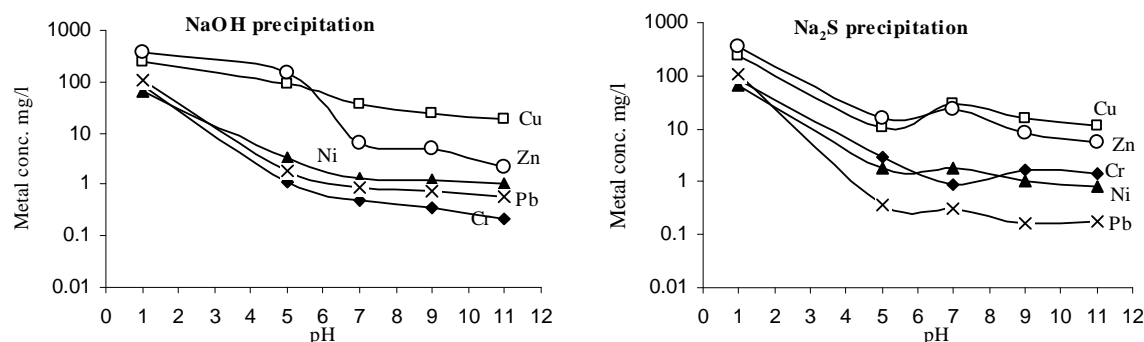 NaOH precipitation
1000
100
10
1
0.1
0.01
Metal conc. mg/l
0 1 2 3 4 5 6 7 8 9 10 11 12
pH
Cu
Zn
Ni
Pb
Cr
Na₂S precipitation
1000
100
10
1
0.1
0.01
Metal conc. mg/l
0 1 2 3 4 5 6 7 8 9 10 11 12
pH
Cu
Zn
Cr
Ni
Pb